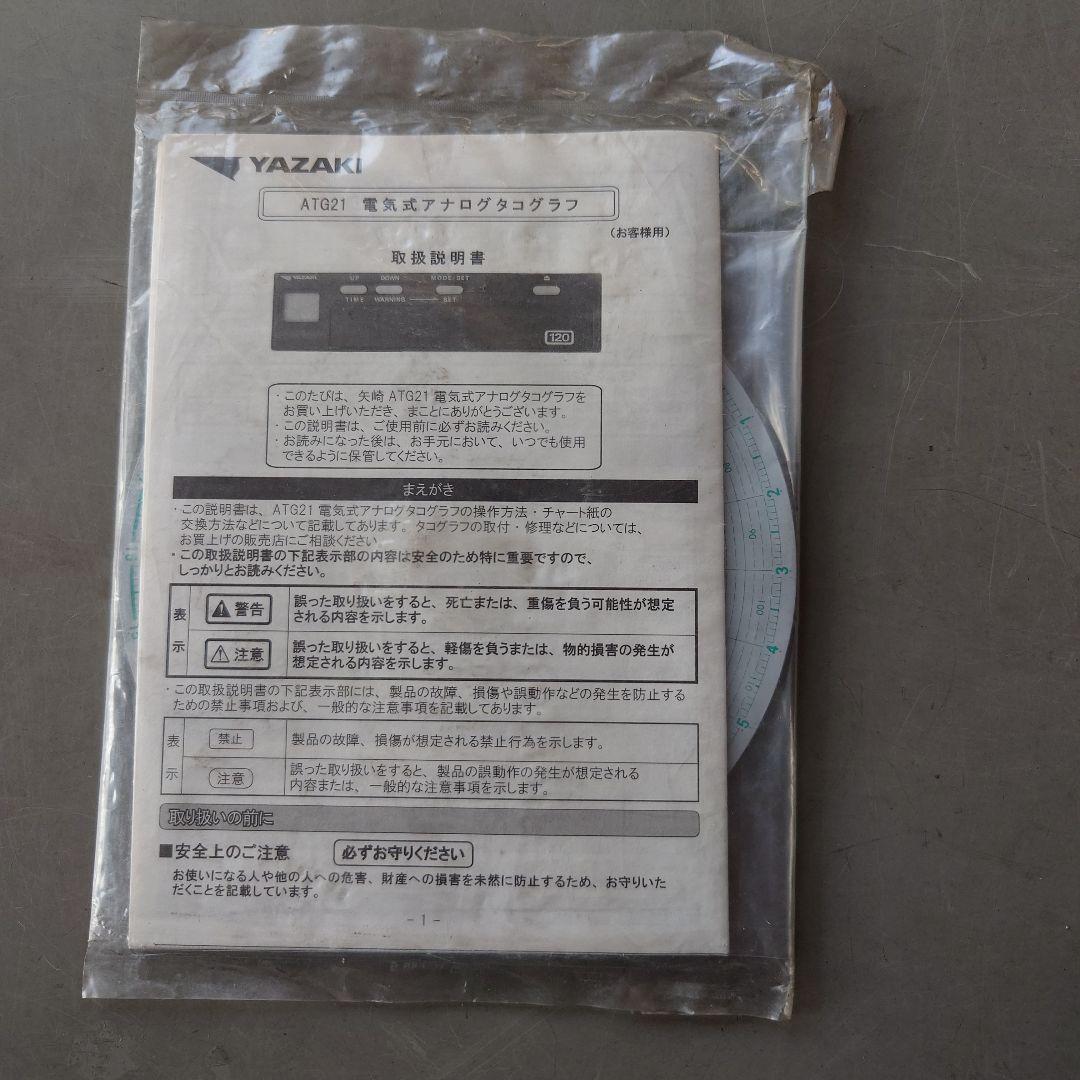 YAZAKI
ATG21 電気式アナログタコグラフ
(お客様用)
取扱説明書
YAZAKI UP DOWN MODE/SET
TIME WARNING SET
120
・このたびは、矢崎 ATG21 電気式アナログタコグラフを
お買い上げいただき、まことにありがとうございます。
・この説明書は、ご使用前に必ずお読みください。
・お読みになった後は、お手元において、いつでも使用
できるように保管してください。
まえがき
・この説明書は、ATG21 電気式アナログタコグラフの操作方法・チャート紙の
交換方法などについて記載してあります。タコグラフの取付・修理などについては、
お買上げの販売店にご相談ください
・この取扱説明書の下記表示部の内容は安全のため特に重要ですので、
しっかりとお読みください。
表示
警告
誤った取り扱いをすると、死亡または、重傷を負う可能性が想定
される内容を示します。
注意
誤った取り扱いをすると、軽傷を負うまたは、物的損害の発生が
想定される内容を示します。
・この取扱説明書の下記表示部には、製品の故障、損傷や誤動作などの発生を防止する
ための禁止事項および、一般的な注意事項を記載してあります。
表示
禁止
製品の故障、損傷が想定される禁止行為を示します。
注意
誤った取り扱いをすると、製品の誤動作の発生が想定される
内容または、一般的な注意事項を示します。
取り扱いの前に
■安全上のご注意 必ずお守りください
お使いになる人や他の人への危害、財産への損害を未然に防止するため、お守りいた
だくことを記載しています。
- 1 -
1
2
3
4
5
90
100
110